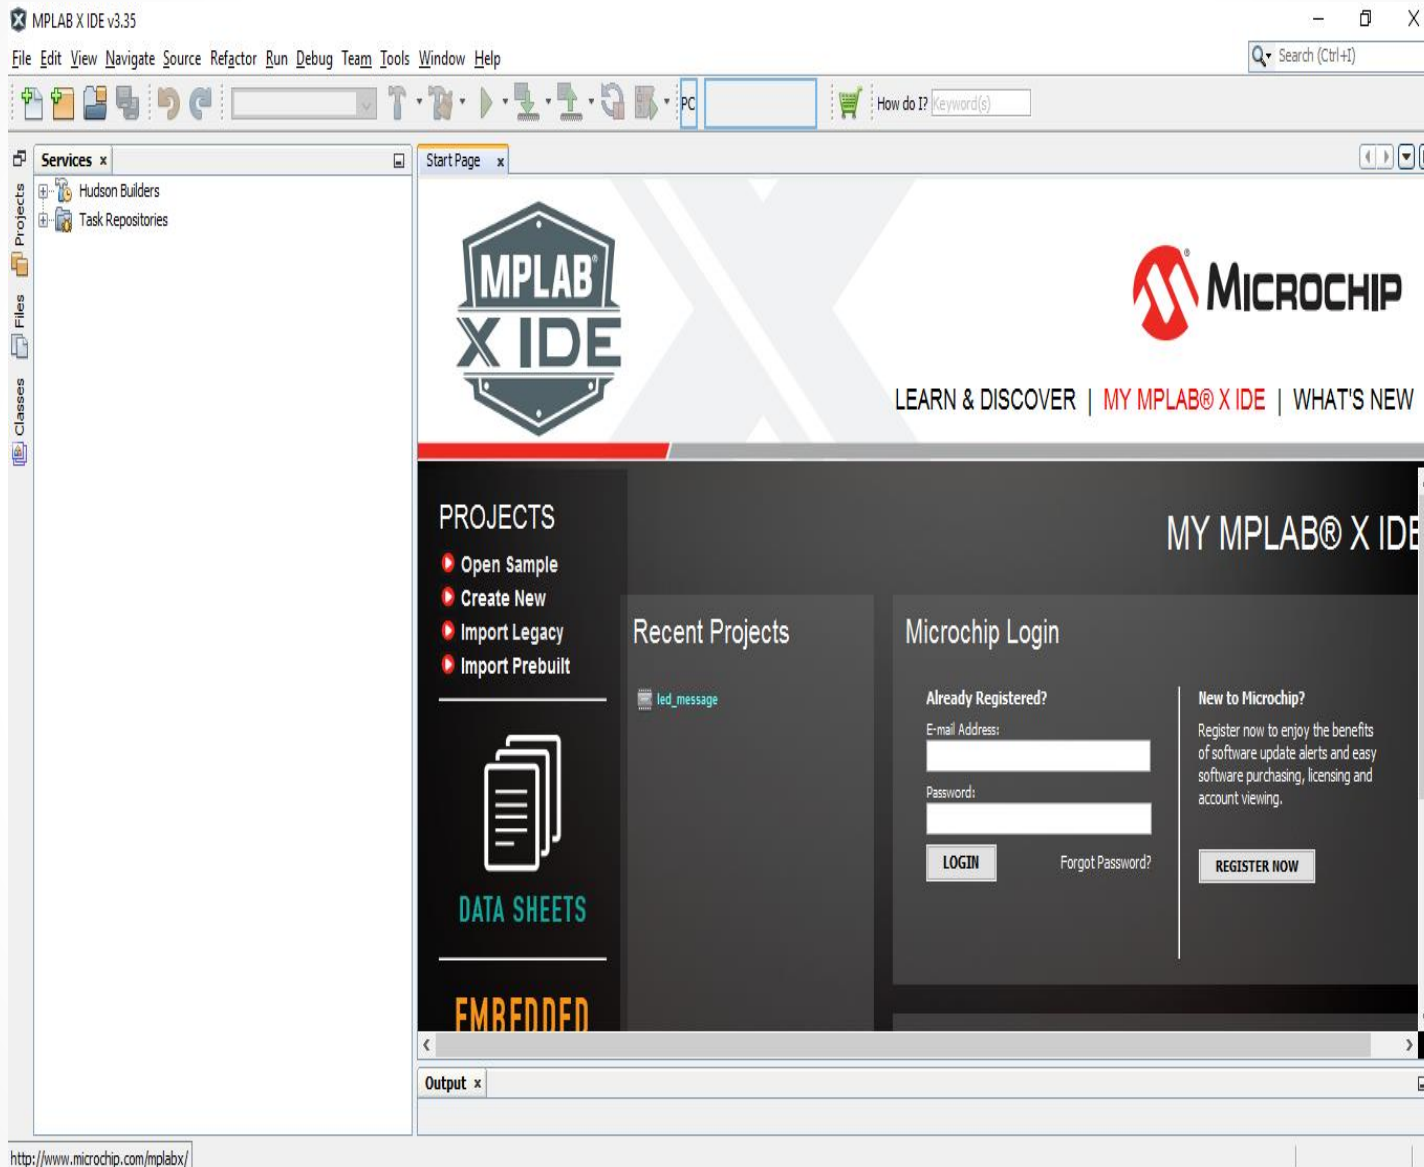 MPLAB X IDE v3.35
File Edit View Navigate Source Refactor Run Debug Team Tools Window Help
Search (Ctrl+I)
PC
How do I? Keyword(s)
Projects
Files
Classes
Services x
Hudson Builders
Task Repositories
Start Page x
MPLAB®
X IDE
MICROCHIP
LEARN & DISCOVER | MY MPLAB® X IDE | WHAT'S NEW
PROJECTS
Open Sample
Create New
Import Legacy
Import Prebuilt
DATA SHEETS
EMBEDDED
MY MPLAB® X IDE
Recent Projects
led_message
Microchip Login
Already Registered?
E-mail Address:
Password:
LOGIN
Forgot Password?
New to Microchip?
Register now to enjoy the benefits
of software update alerts and easy
software purchasing, licensing and
account viewing.
REGISTER NOW
Output x
http://www.microchip.com/mplabx/